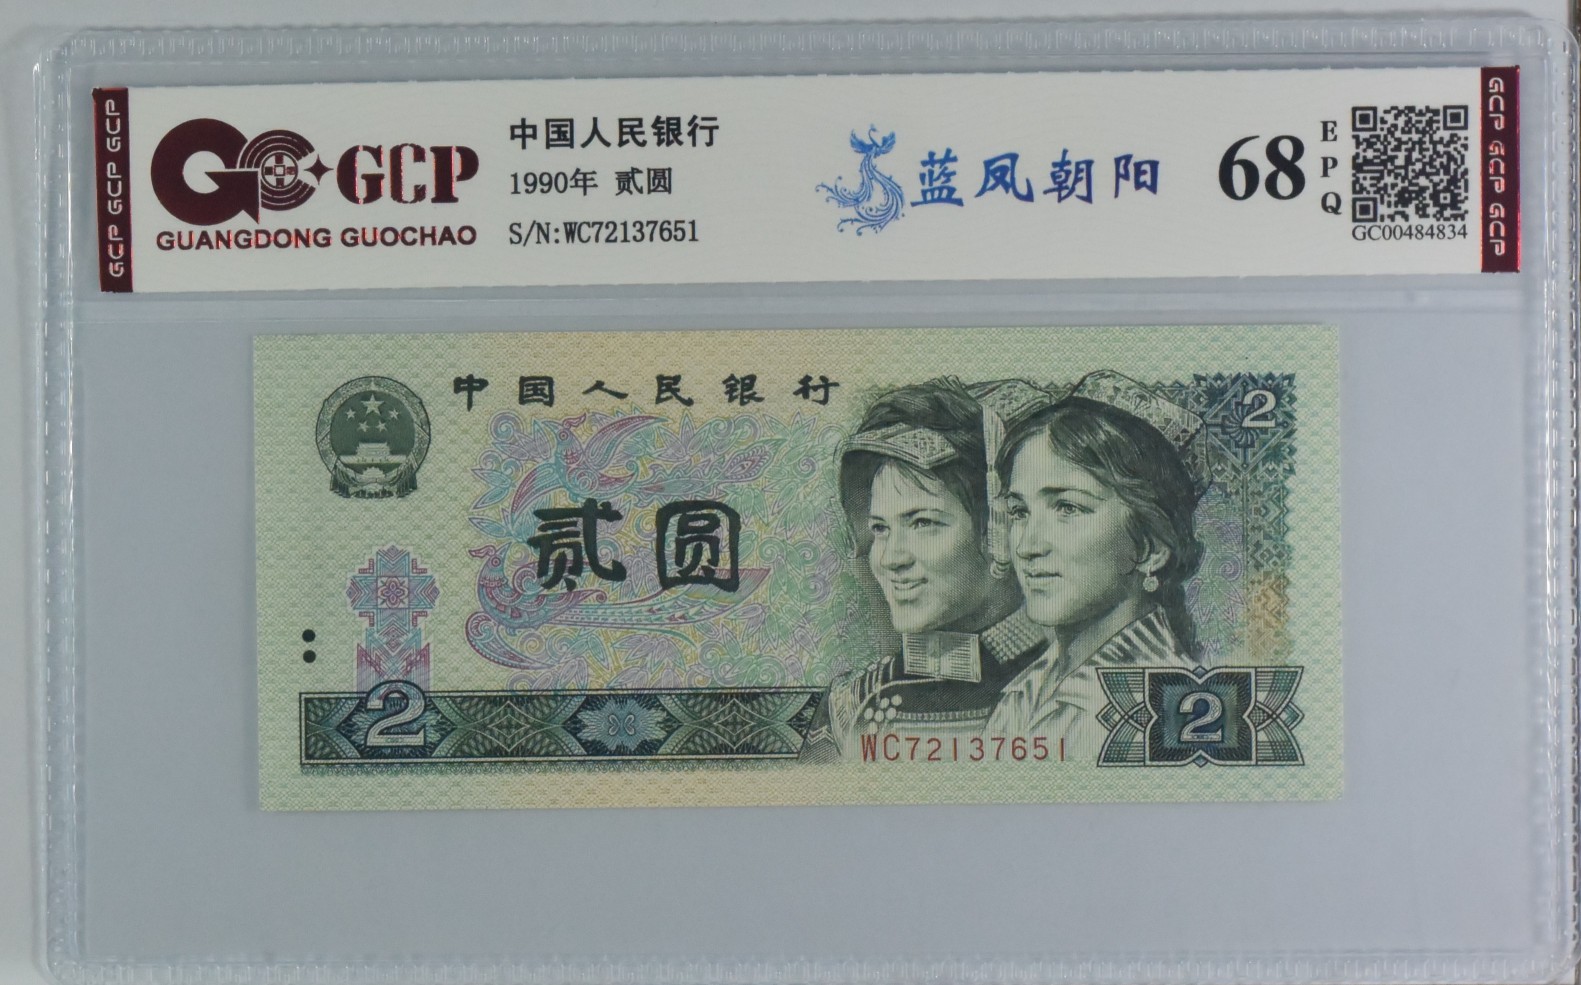 GCP GCP GCP
GCP
GUANGDONG GUOCHAO
中国人民银行
1990年 贰圆
S/N:WC72137651
蓝凤朝阳
68
EPQ
GC00484834
GCP GCP GCP
中国人民银行
2
贰圆
2
WC72137651
2